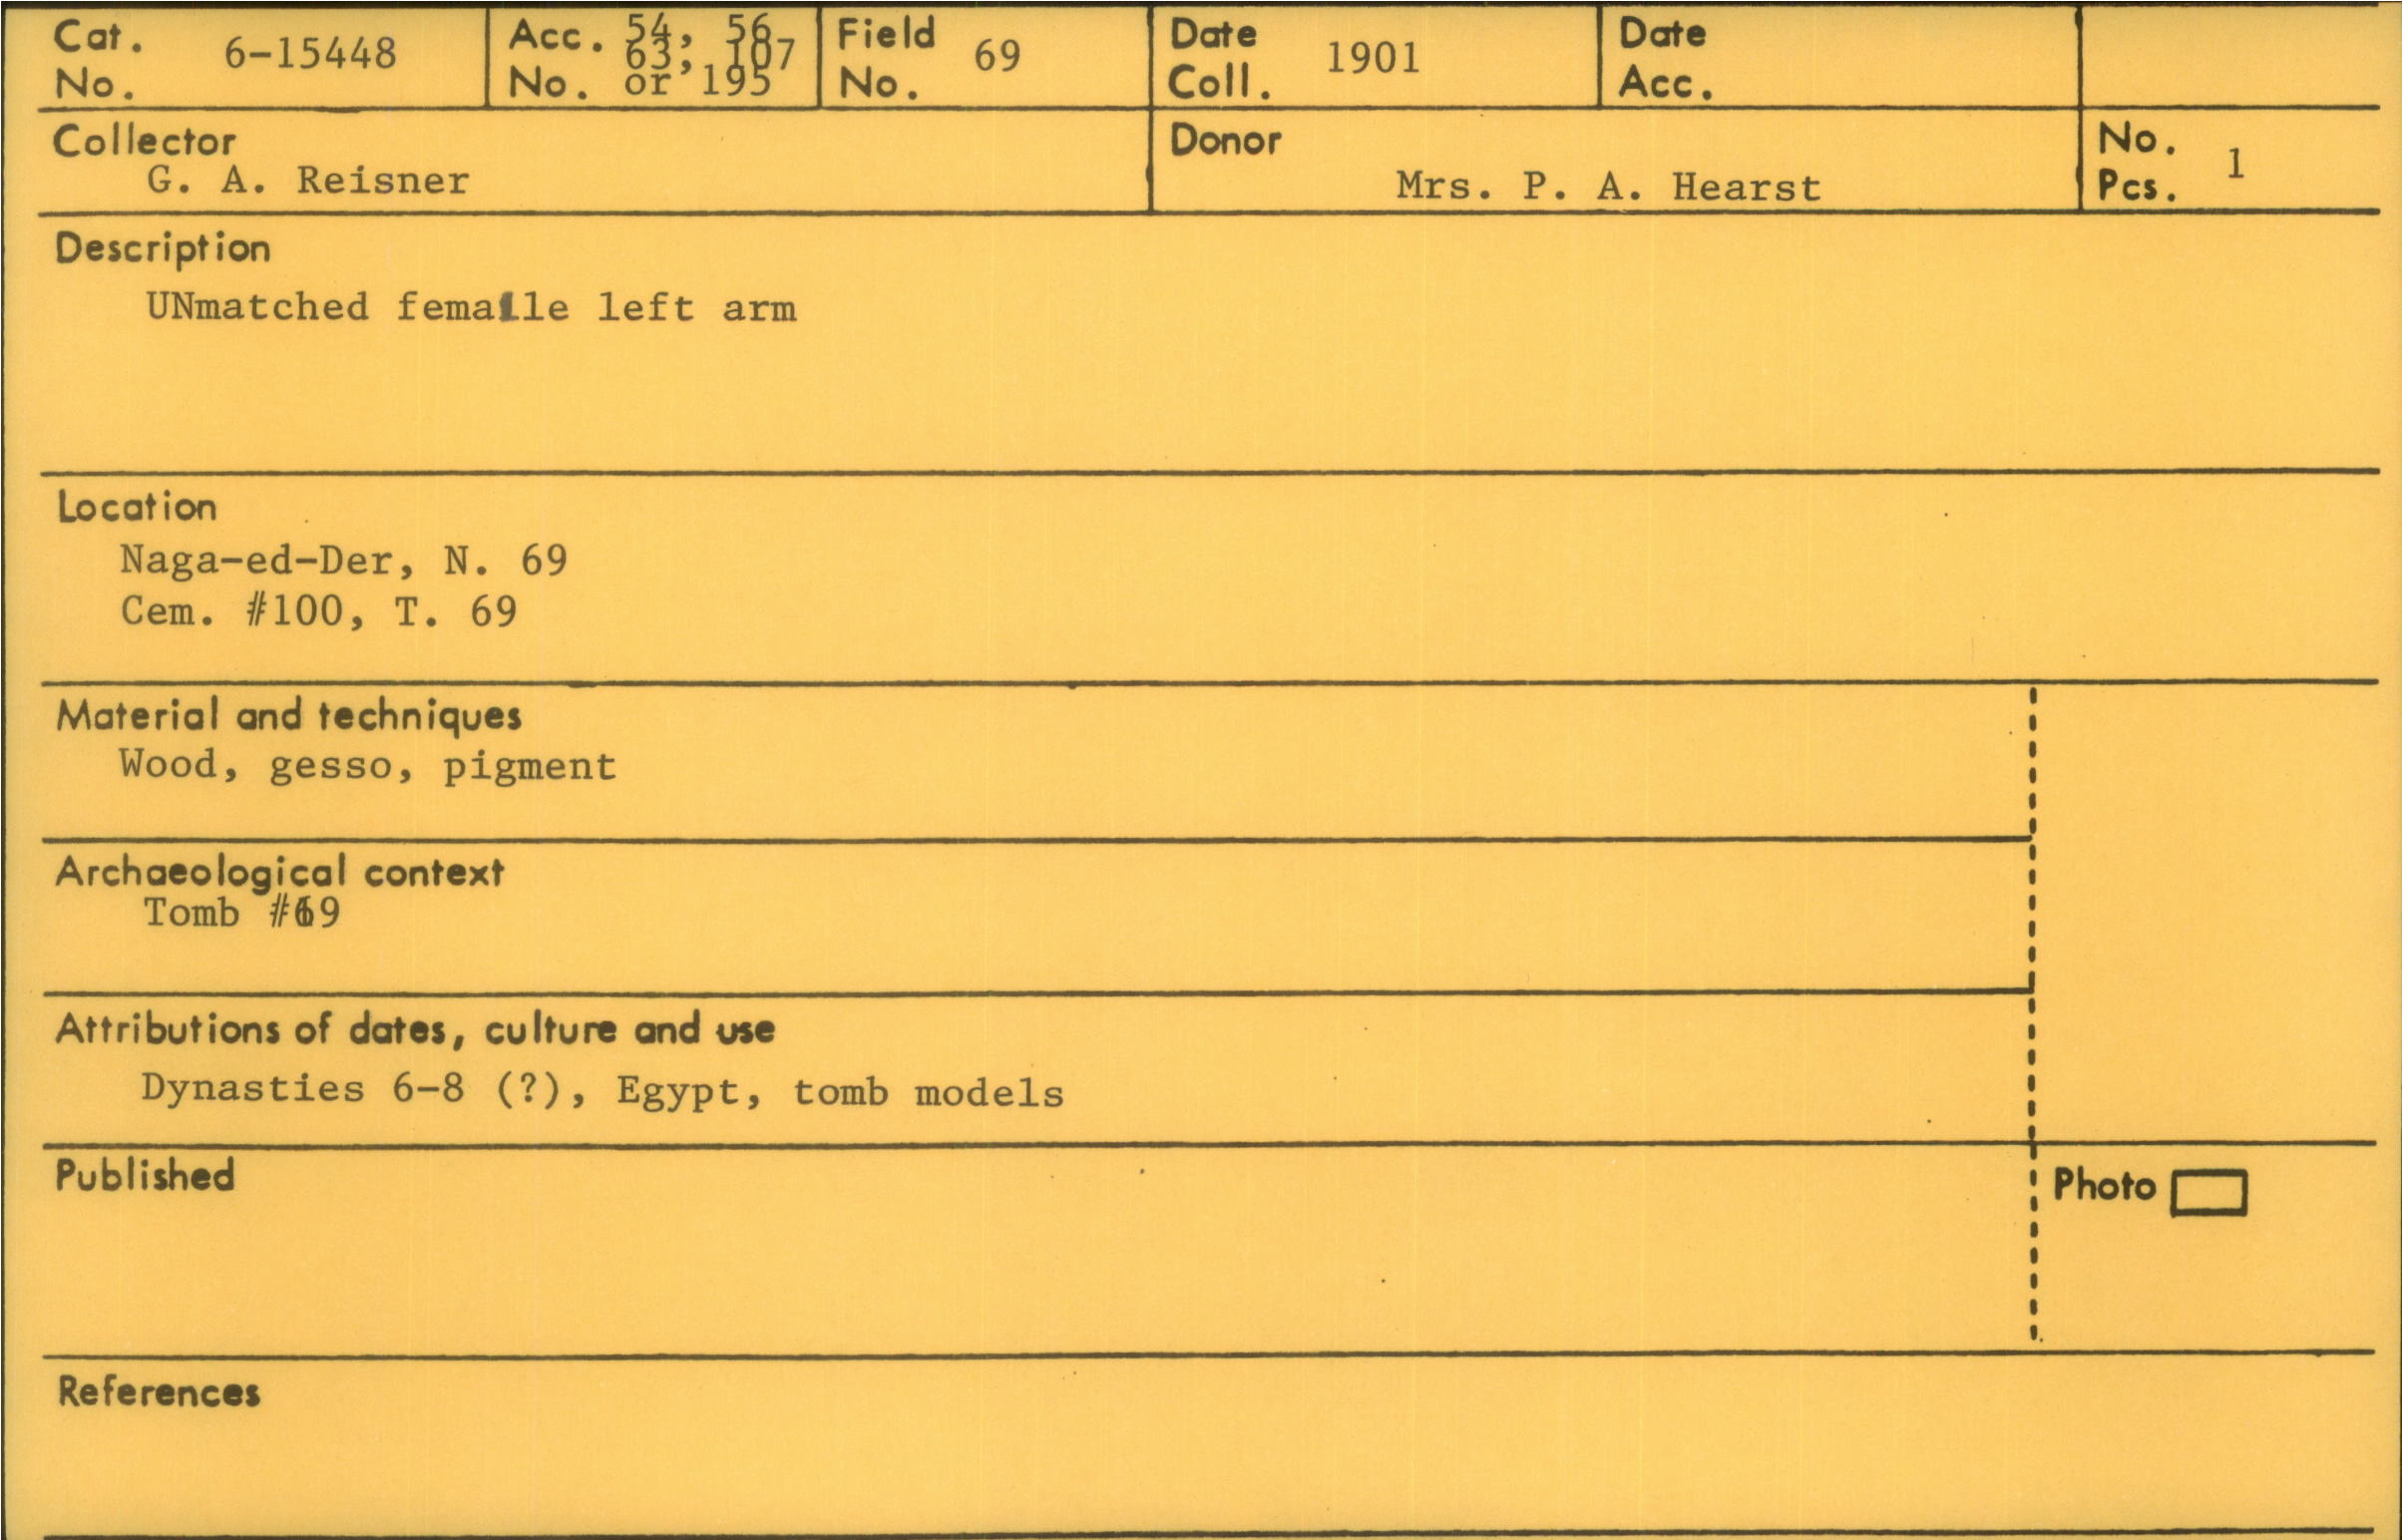 Cat. No. 6-15448
Acc. No. 54, 56, 63, 107 or 195
Field No. 69
Date Coll. 1901
Date Acc.
Collector
G. A. Reisner
Donor
Mrs. P. A. Hearst
No. Pcs. 1
Description
UNmatched female left arm
Location
Naga-ed-Der, N. 69
Cem. #100, T. 69
Material and techniques
Wood, gesso, pigment
Archaeological context
Tomb #69
Attributions of dates, culture and use
Dynasties 6-8 (?), Egypt, tomb models
Published
Photo
References